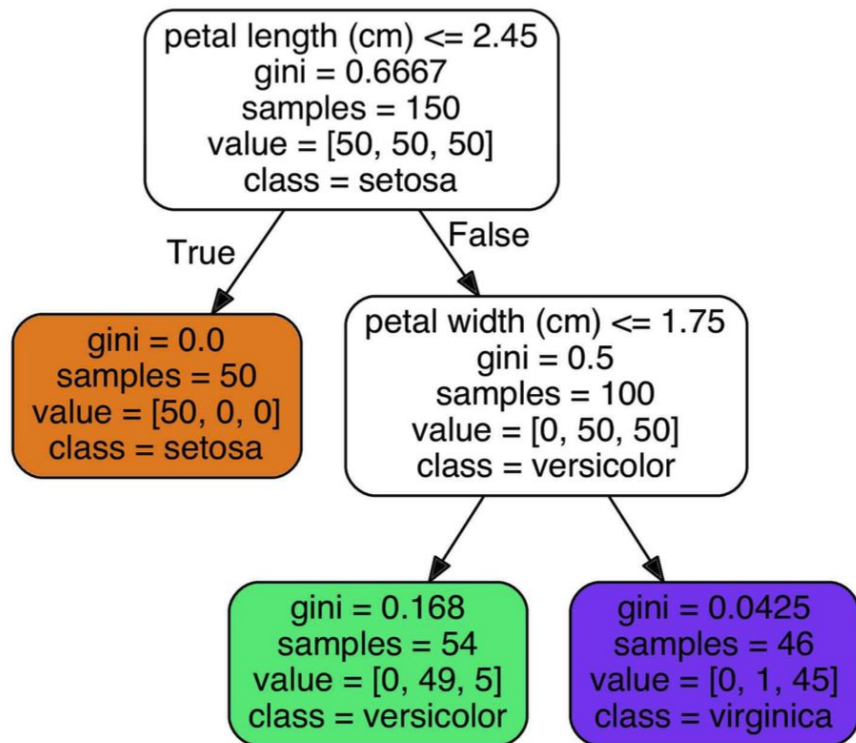 petal length (cm) <= 2.45
gini = 0.6667
samples = 150
value = [50, 50, 50]
class = setosa
True
False
gini = 0.0
samples = 50
value = [50, 0, 0]
class = setosa
petal width (cm) <= 1.75
gini = 0.5
samples = 100
value = [0, 50, 50]
class = versicolor
gini = 0.168
samples = 54
value = [0, 49, 5]
class = versicolor
gini = 0.0425
samples = 46
value = [0, 1, 45]
class = virginica